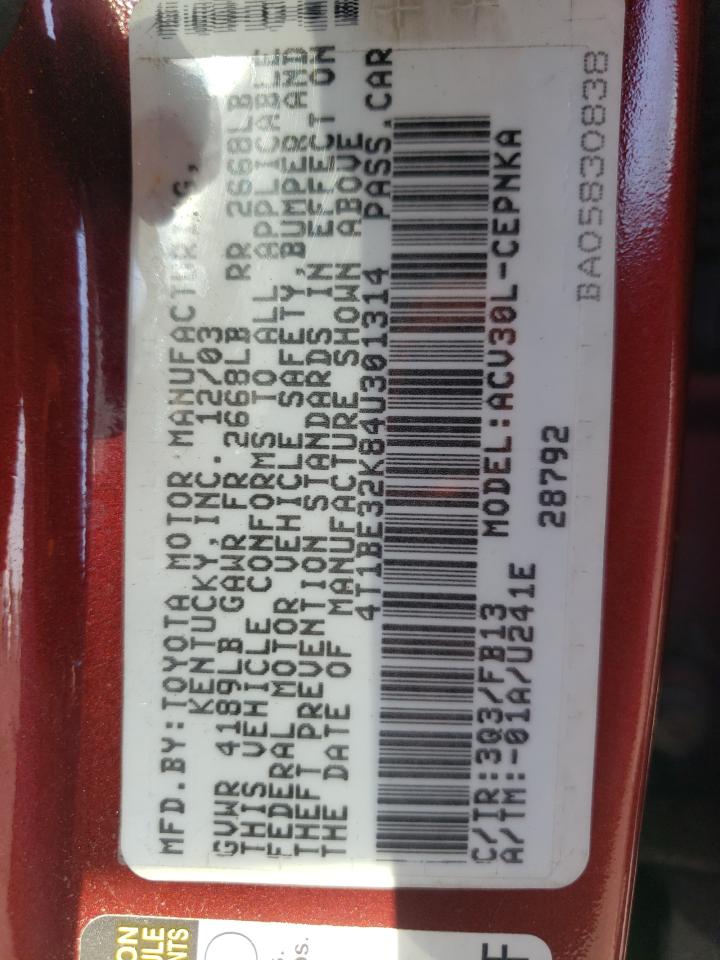 MFD.BY:TOYOTA MOTOR MANUFACTURING,
KENTUCKY,INC. 12/03
GVWR 4189LB GAWR FR 2668LB RR 2668LB
THIS VEHICLE CONFORMS TO ALL APPLICABLE
FEDERAL MOTOR VEHICLE SAFETY,BUMPER AND
THEFT PREVENTION STANDARDS IN EFFECT ON
THE DATE OF MANUFACTURE SHOWN ABOVE
4T1BE32K84U301314 PASS.CAR
C/TR:3Q3/FB13 MODEL:ACV30L-CEPNKA
A/TM:-01A/U241E
28792
BA05830838